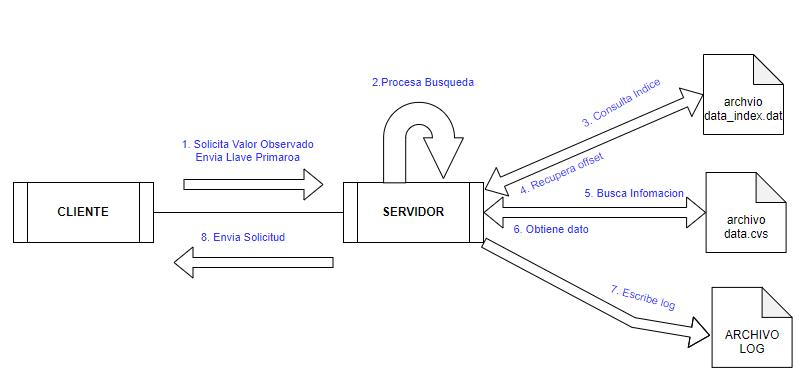 2.Procesa Busqueda
3. Consulta Indice
archvio
data_index.dat
1. Solicita Valor Observado
Envia Llave Primaroa
4. Recupera offset
5. Busca Infomacion
CLIENTE
SERVIDOR
archivo
data.cvs
6. Obtiene dato
8. Envia Solicitud
7. Escribe log
ARCHIVO
LOG